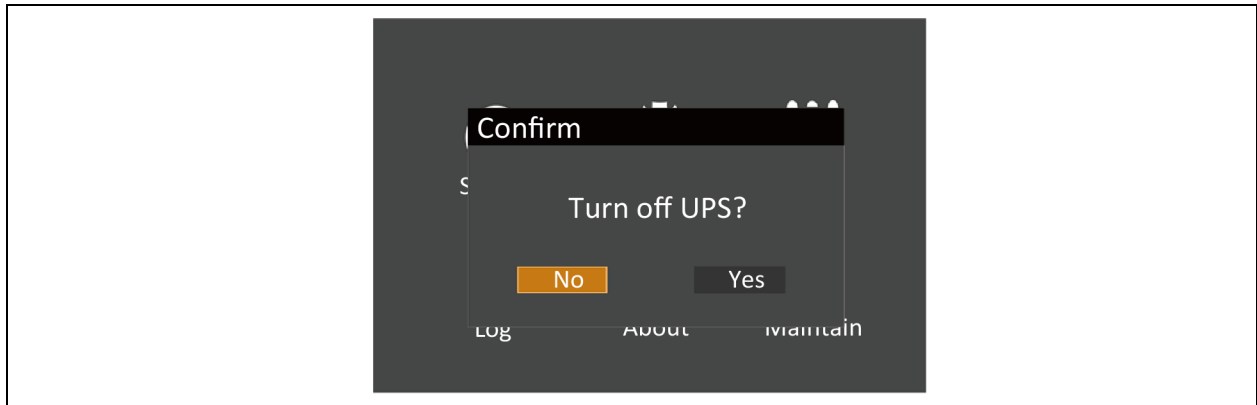 Confirm
S
Turn off UPS?
No Yes
Log About Maintain